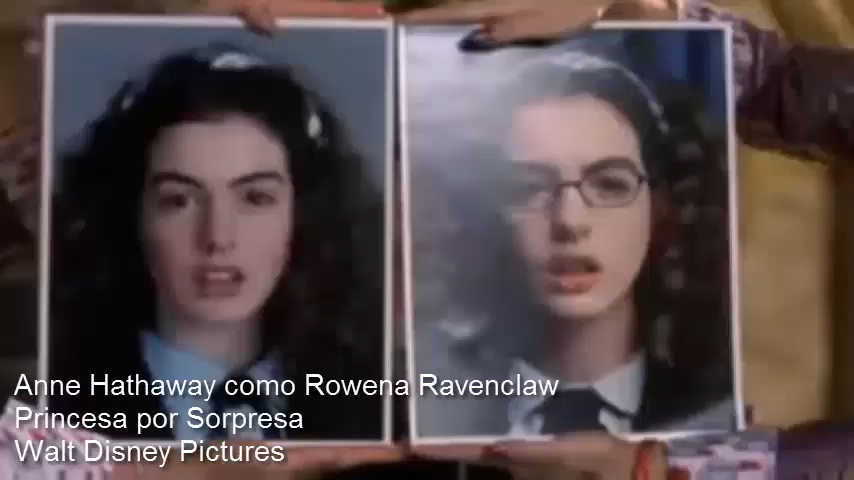 Anne Hathaway como Rowena Ravenclaw
Princesa por Sorpresa
Walt Disney Pictures